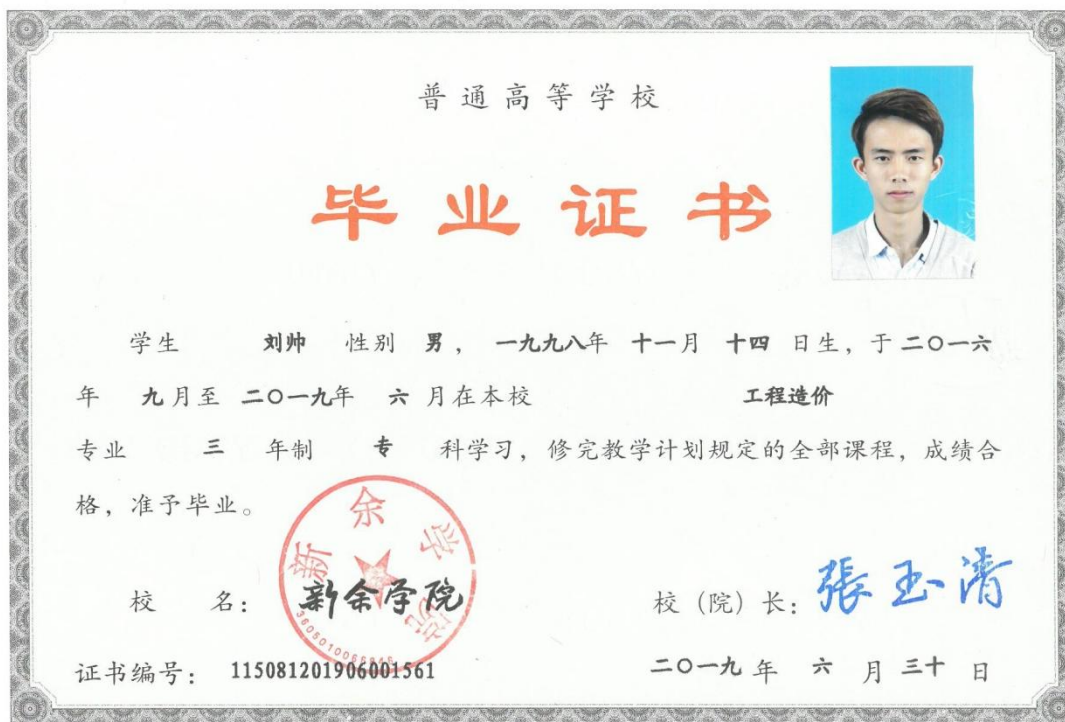 普通高等学校
毕业证书
学生 刘帅 性别 男， 一九九八年 十一月 十四 日生，于 二〇一六
年 九月至 二〇一九年 六 月在本校 工程造价
专业 三 年制 专 科学习，修完教学计划规定的全部课程，成绩合
格，准予毕业。
新余学院
校 名： 新余学院 校（院）长：張玉清
证书编号： 115081201906001561 二〇一九 年 六 月 三十 日